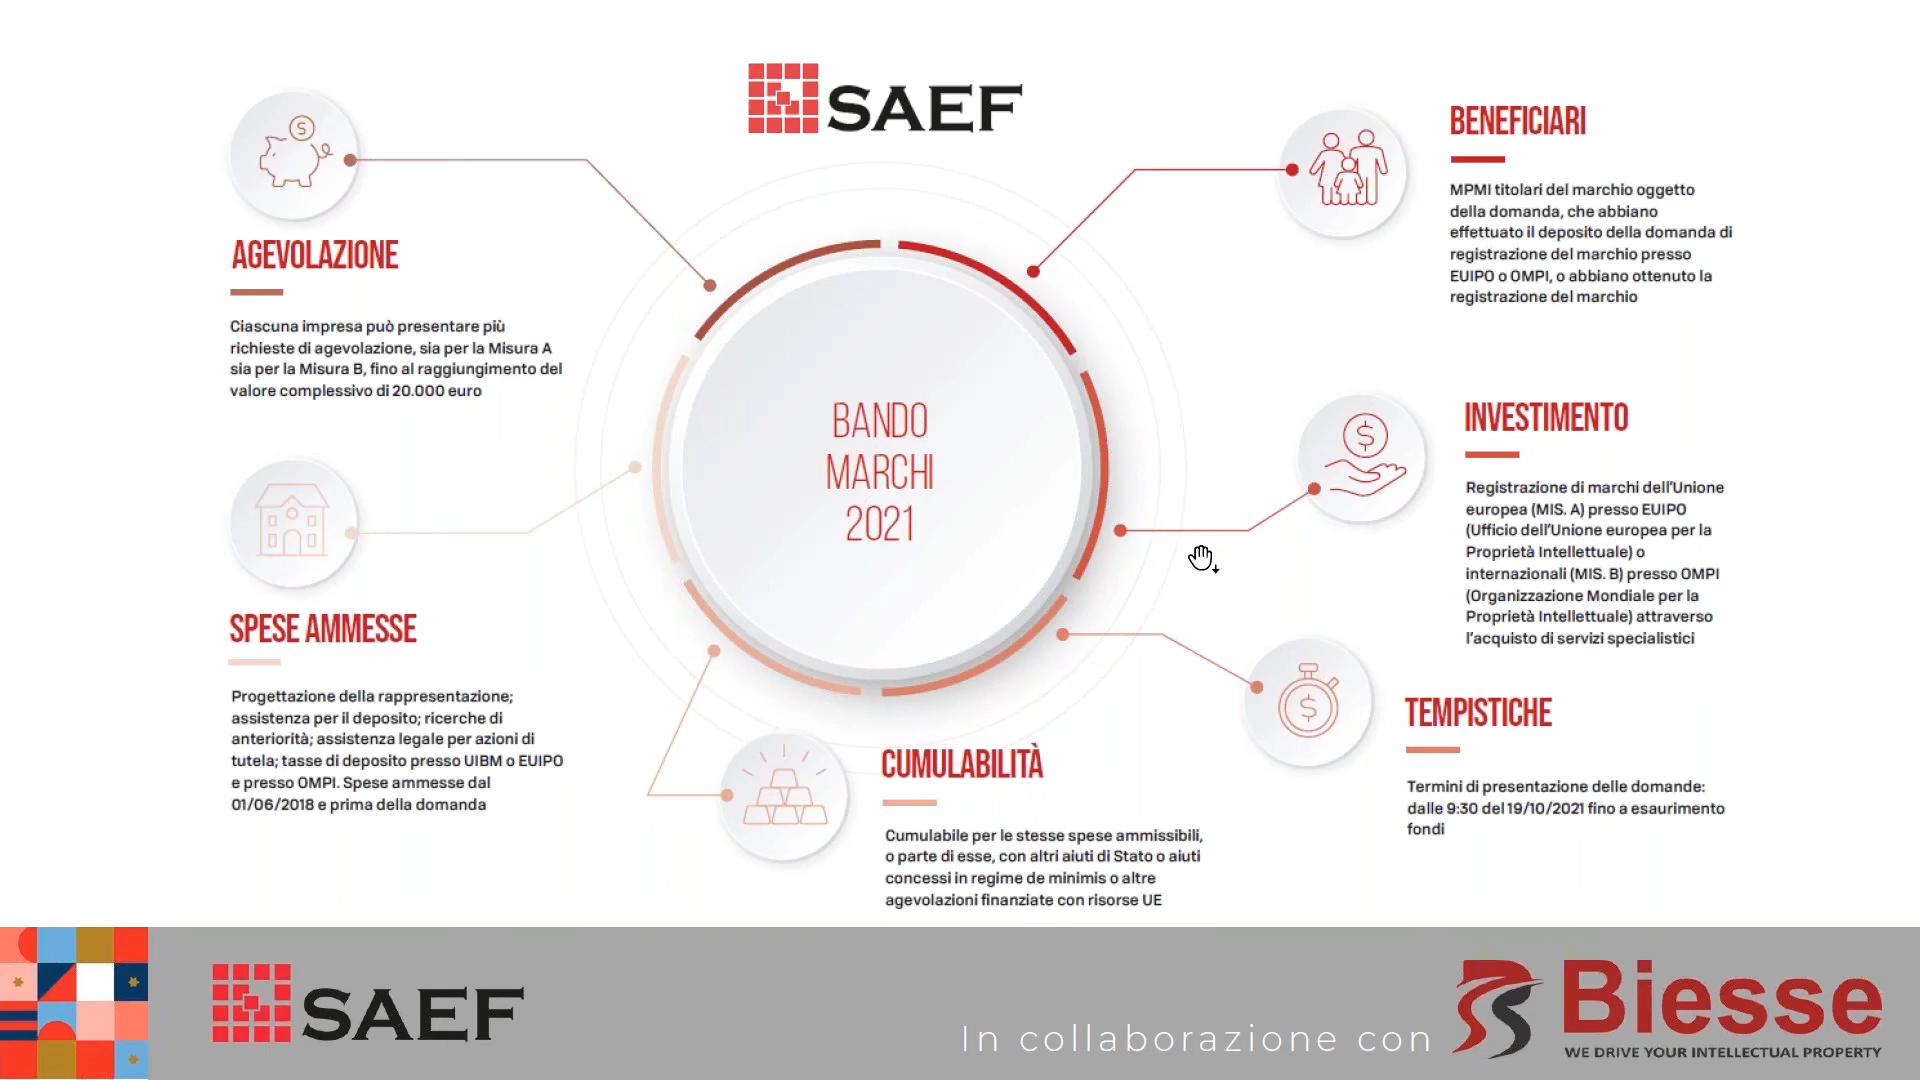 SAEF
AGEVOLAZIONE
Ciascuna impresa può presentare più
richieste di agevolazione, sia per la Misura A
sia per la Misura B, fino al raggiungimento del
valore complessivo di 20.000 euro
SPESE AMMESSE
Progettazione della rappresentazione;
assistenza per il deposito; ricerche di
anteriorità; assistenza legale per azioni di
tutela; tasse di deposito presso UIBM o EUIPO
e presso OMPI. Spese ammesse dal
01/06/2018 e prima della domanda
BANDO
MARCHI
2021
CUMULABILITÀ
Cumulabile per le stesse spese ammissibili,
o parte di esse, con altri aiuti di Stato o aiuti
concessi in regime de minimis o altre
agevolazioni finanziate con risorse UE
BENEFICIARI
MPMI titolari del marchio oggetto
della domanda, che abbiano
effettuato il deposito della domanda di
registrazione del marchio presso
EUIPO o OMPI, o abbiano ottenuto la
registrazione del marchio
INVESTIMENTO
Registrazione di marchi dell'Unione
europea (MIS. A) presso EUIPO
(Ufficio dell'Unione europea per la
Proprietà Intellettuale) o
internazionali (MIS. B) presso OMPI
(Organizzazione Mondiale per la
Proprietà Intellettuale) attraverso
l'acquisto di servizi specialistici
TEMPISTICHE
Termini di presentazione delle domande:
dalle 9:30 del 19/10/2021 fino a esaurimento
fondi
SAEF
In collaborazione con
Biesse
WE DRIVE YOUR INTELLECTUAL PROPERTY